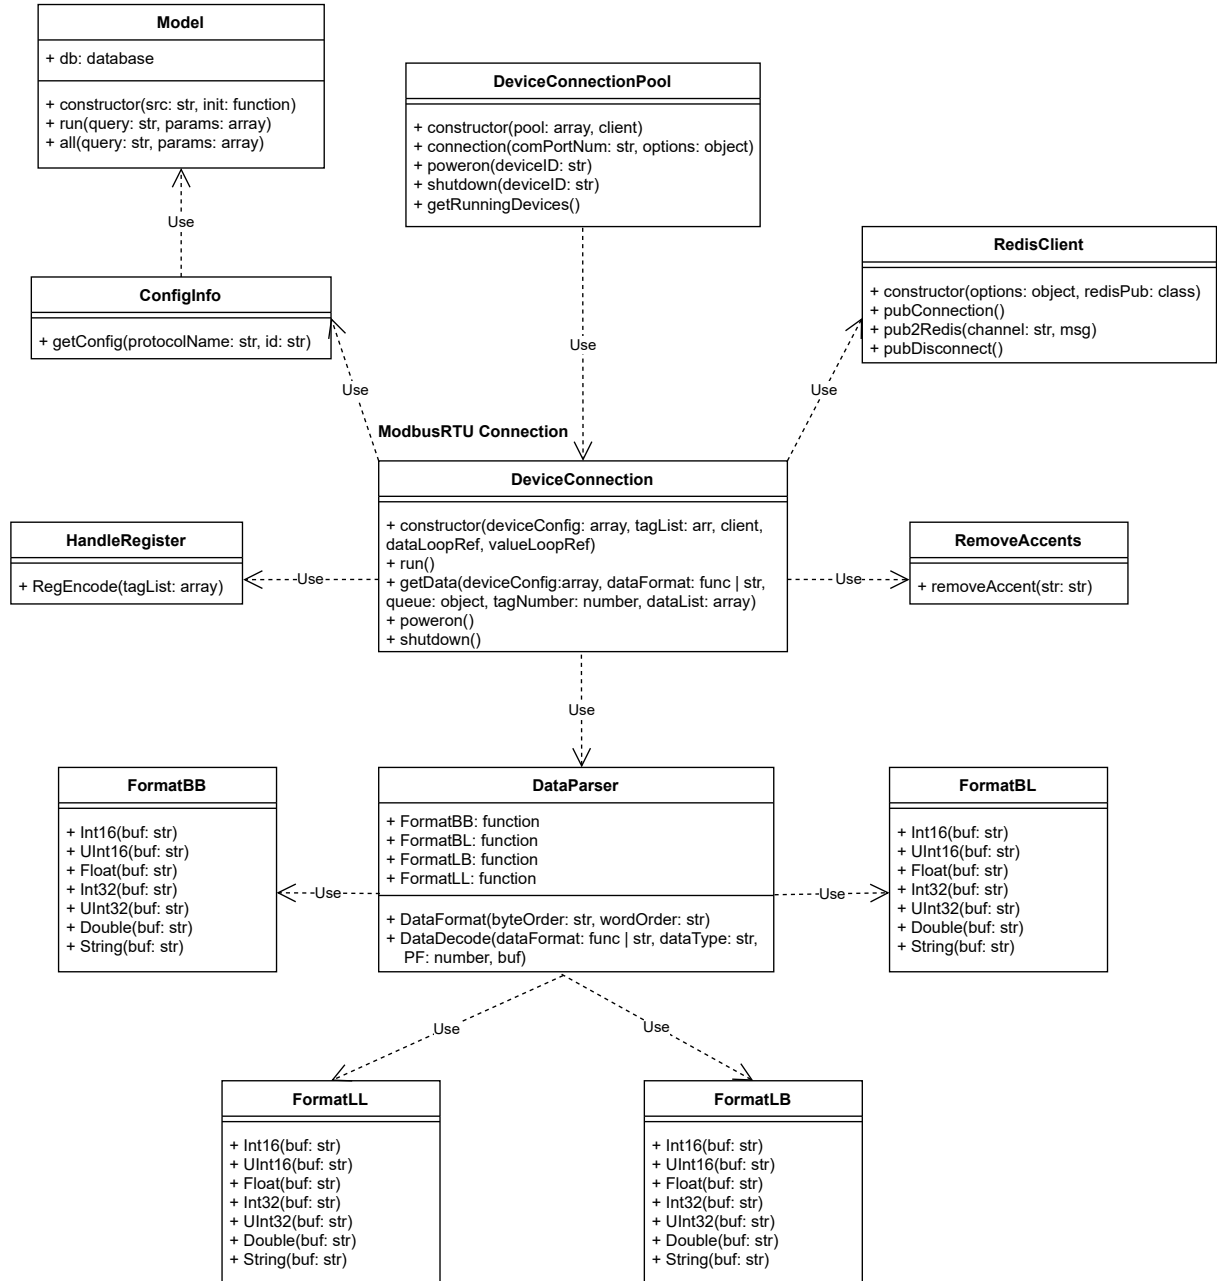 Model
+ db: database
+ constructor(src: str, init: function)
+ run(query: str, params: array)
+ all(query: str, params: array)
DeviceConnectionPool
+ constructor(pool: array, client)
+ connection(comPortNum: str, options: object)
+ poweron(deviceID: str)
+ shutdown(deviceID: str)
+ getRunningDevices()
Use
RedisClient
+ constructor(options: object, redisPub: class)
+ pubConnection()
+ pub2Redis(channel: str, msg)
+ pubDisconnect()
ConfigInfo
+ getConfig(protocolName: str, id: str)
Use
Use
Use
ModbusRTU Connection
DeviceConnection
+ constructor(deviceConfig: array, tagList: arr, client,
dataLoopRef, valueLoopRef)
+ run()
+ getData(deviceConfig:array, dataFormat: func | str,
queue: object, tagNumber: number, dataList: array)
+ poweron()
+ shutdown()
HandleRegister
+ RegEncode(tagList: array)
Use
Use
RemoveAccents
+ removeAccent(str: str)
Use
FormatBB
+ Int16(buf: str)
+ UInt16(buf: str)
+ Float(buf: str)
+ Int32(buf: str)
+ UInt32(buf: str)
+ Double(buf: str)
+ String(buf: str)
Use
DataParser
+ FormatBB: function
+ FormatBL: function
+ FormatLB: function
+ FormatLL: function
+ DataFormat(byteOrder: str, wordOrder: str)
+ DataDecode(dataFormat: func | str, dataType: str,
PF: number, buf)
Use
FormatBL
+ Int16(buf: str)
+ UInt16(buf: str)
+ Float(buf: str)
+ Int32(buf: str)
+ UInt32(buf: str)
+ Double(buf: str)
+ String(buf: str)
Use
Use
FormatLL
+ Int16(buf: str)
+ UInt16(buf: str)
+ Float(buf: str)
+ Int32(buf: str)
+ UInt32(buf: str)
+ Double(buf: str)
+ String(buf: str)
FormatLB
+ Int16(buf: str)
+ UInt16(buf: str)
+ Float(buf: str)
+ Int32(buf: str)
+ UInt32(buf: str)
+ Double(buf: str)
+ String(buf: str)